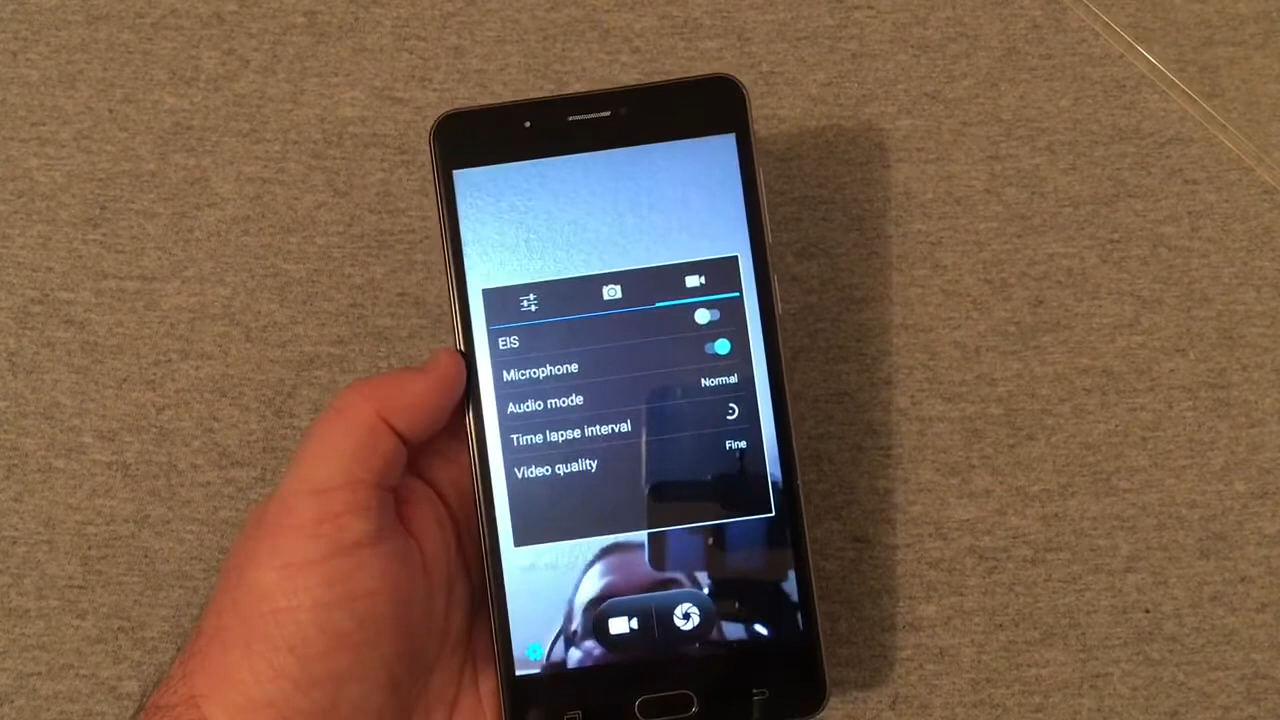 EIS
Microphone
Audio mode Normal
Time lapse interval
Video quality Fine